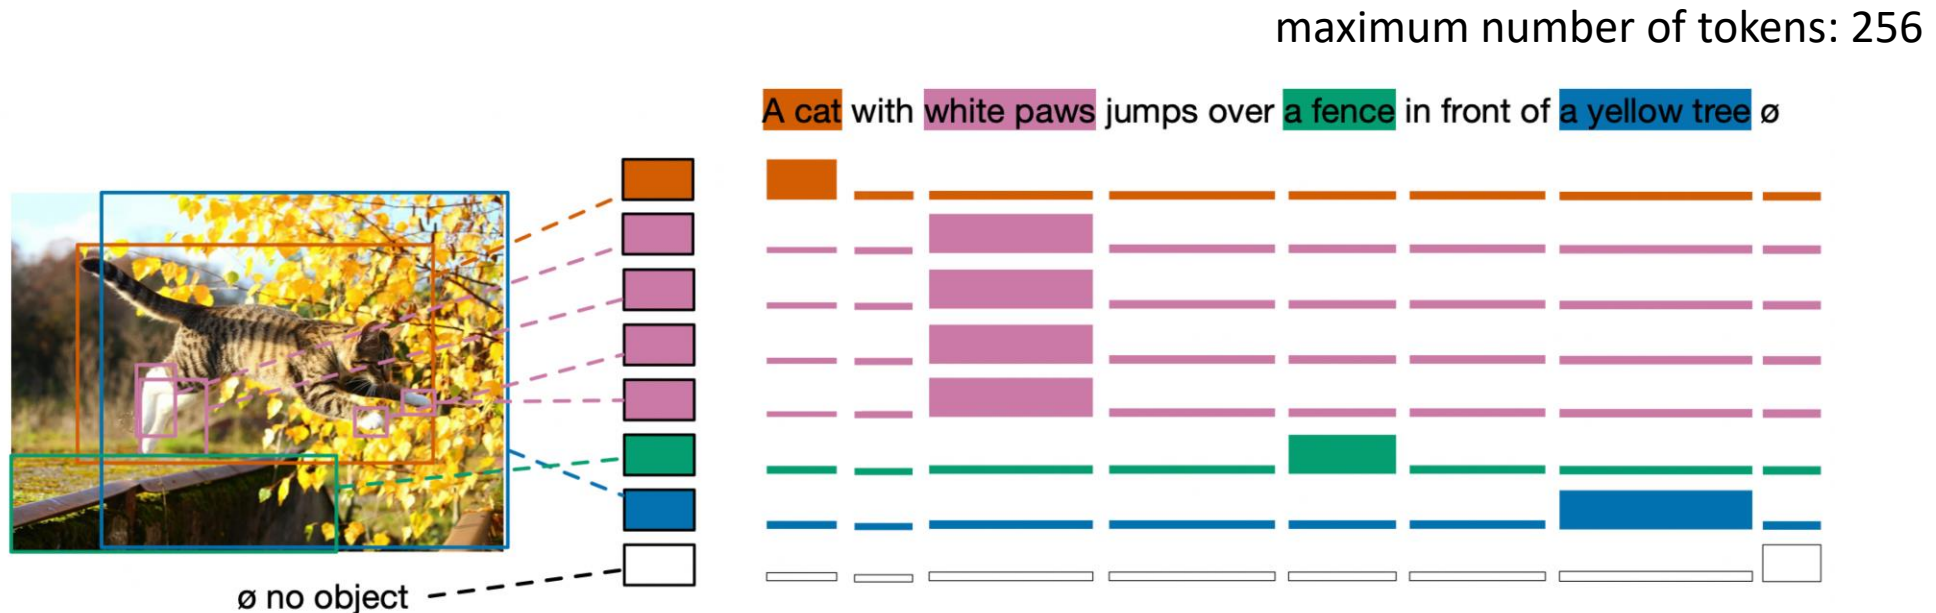 maximum number of tokens: 256
A cat with white paws jumps over a fence in front of a yellow tree ø
ø no object